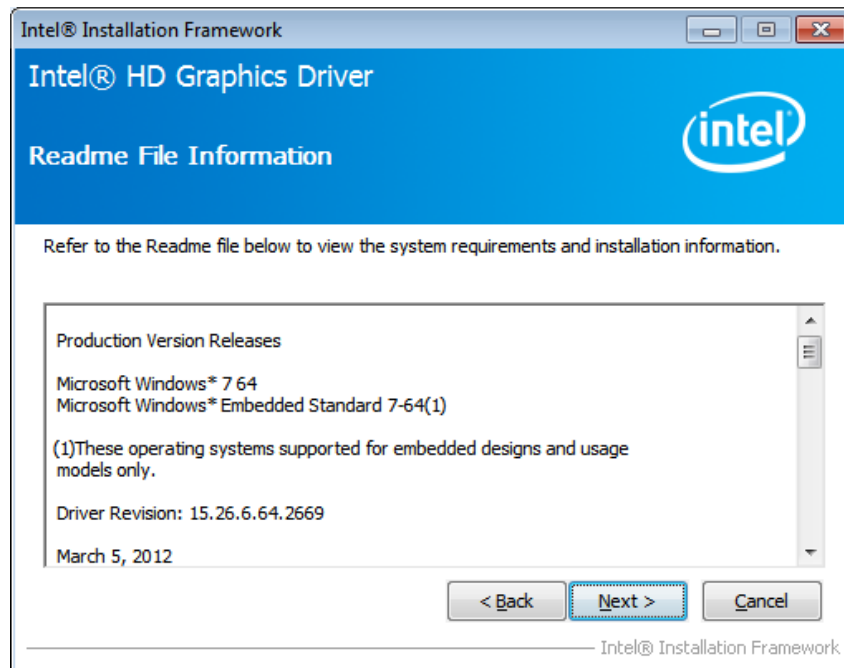 Intel® Installation Framework
Intel® HD Graphics Driver
intel
Readme File Information
Refer to the Readme file below to view the system requirements and installation information.
Production Version Releases
Microsoft Windows* 7 64
Microsoft Windows* Embedded Standard 7-64(1)
(1)These operating systems supported for embedded designs and usage
models only.
Driver Revision: 15.26.6.64.2669
March 5, 2012
< Back
Next >
Cancel
Intel® Installation Framework